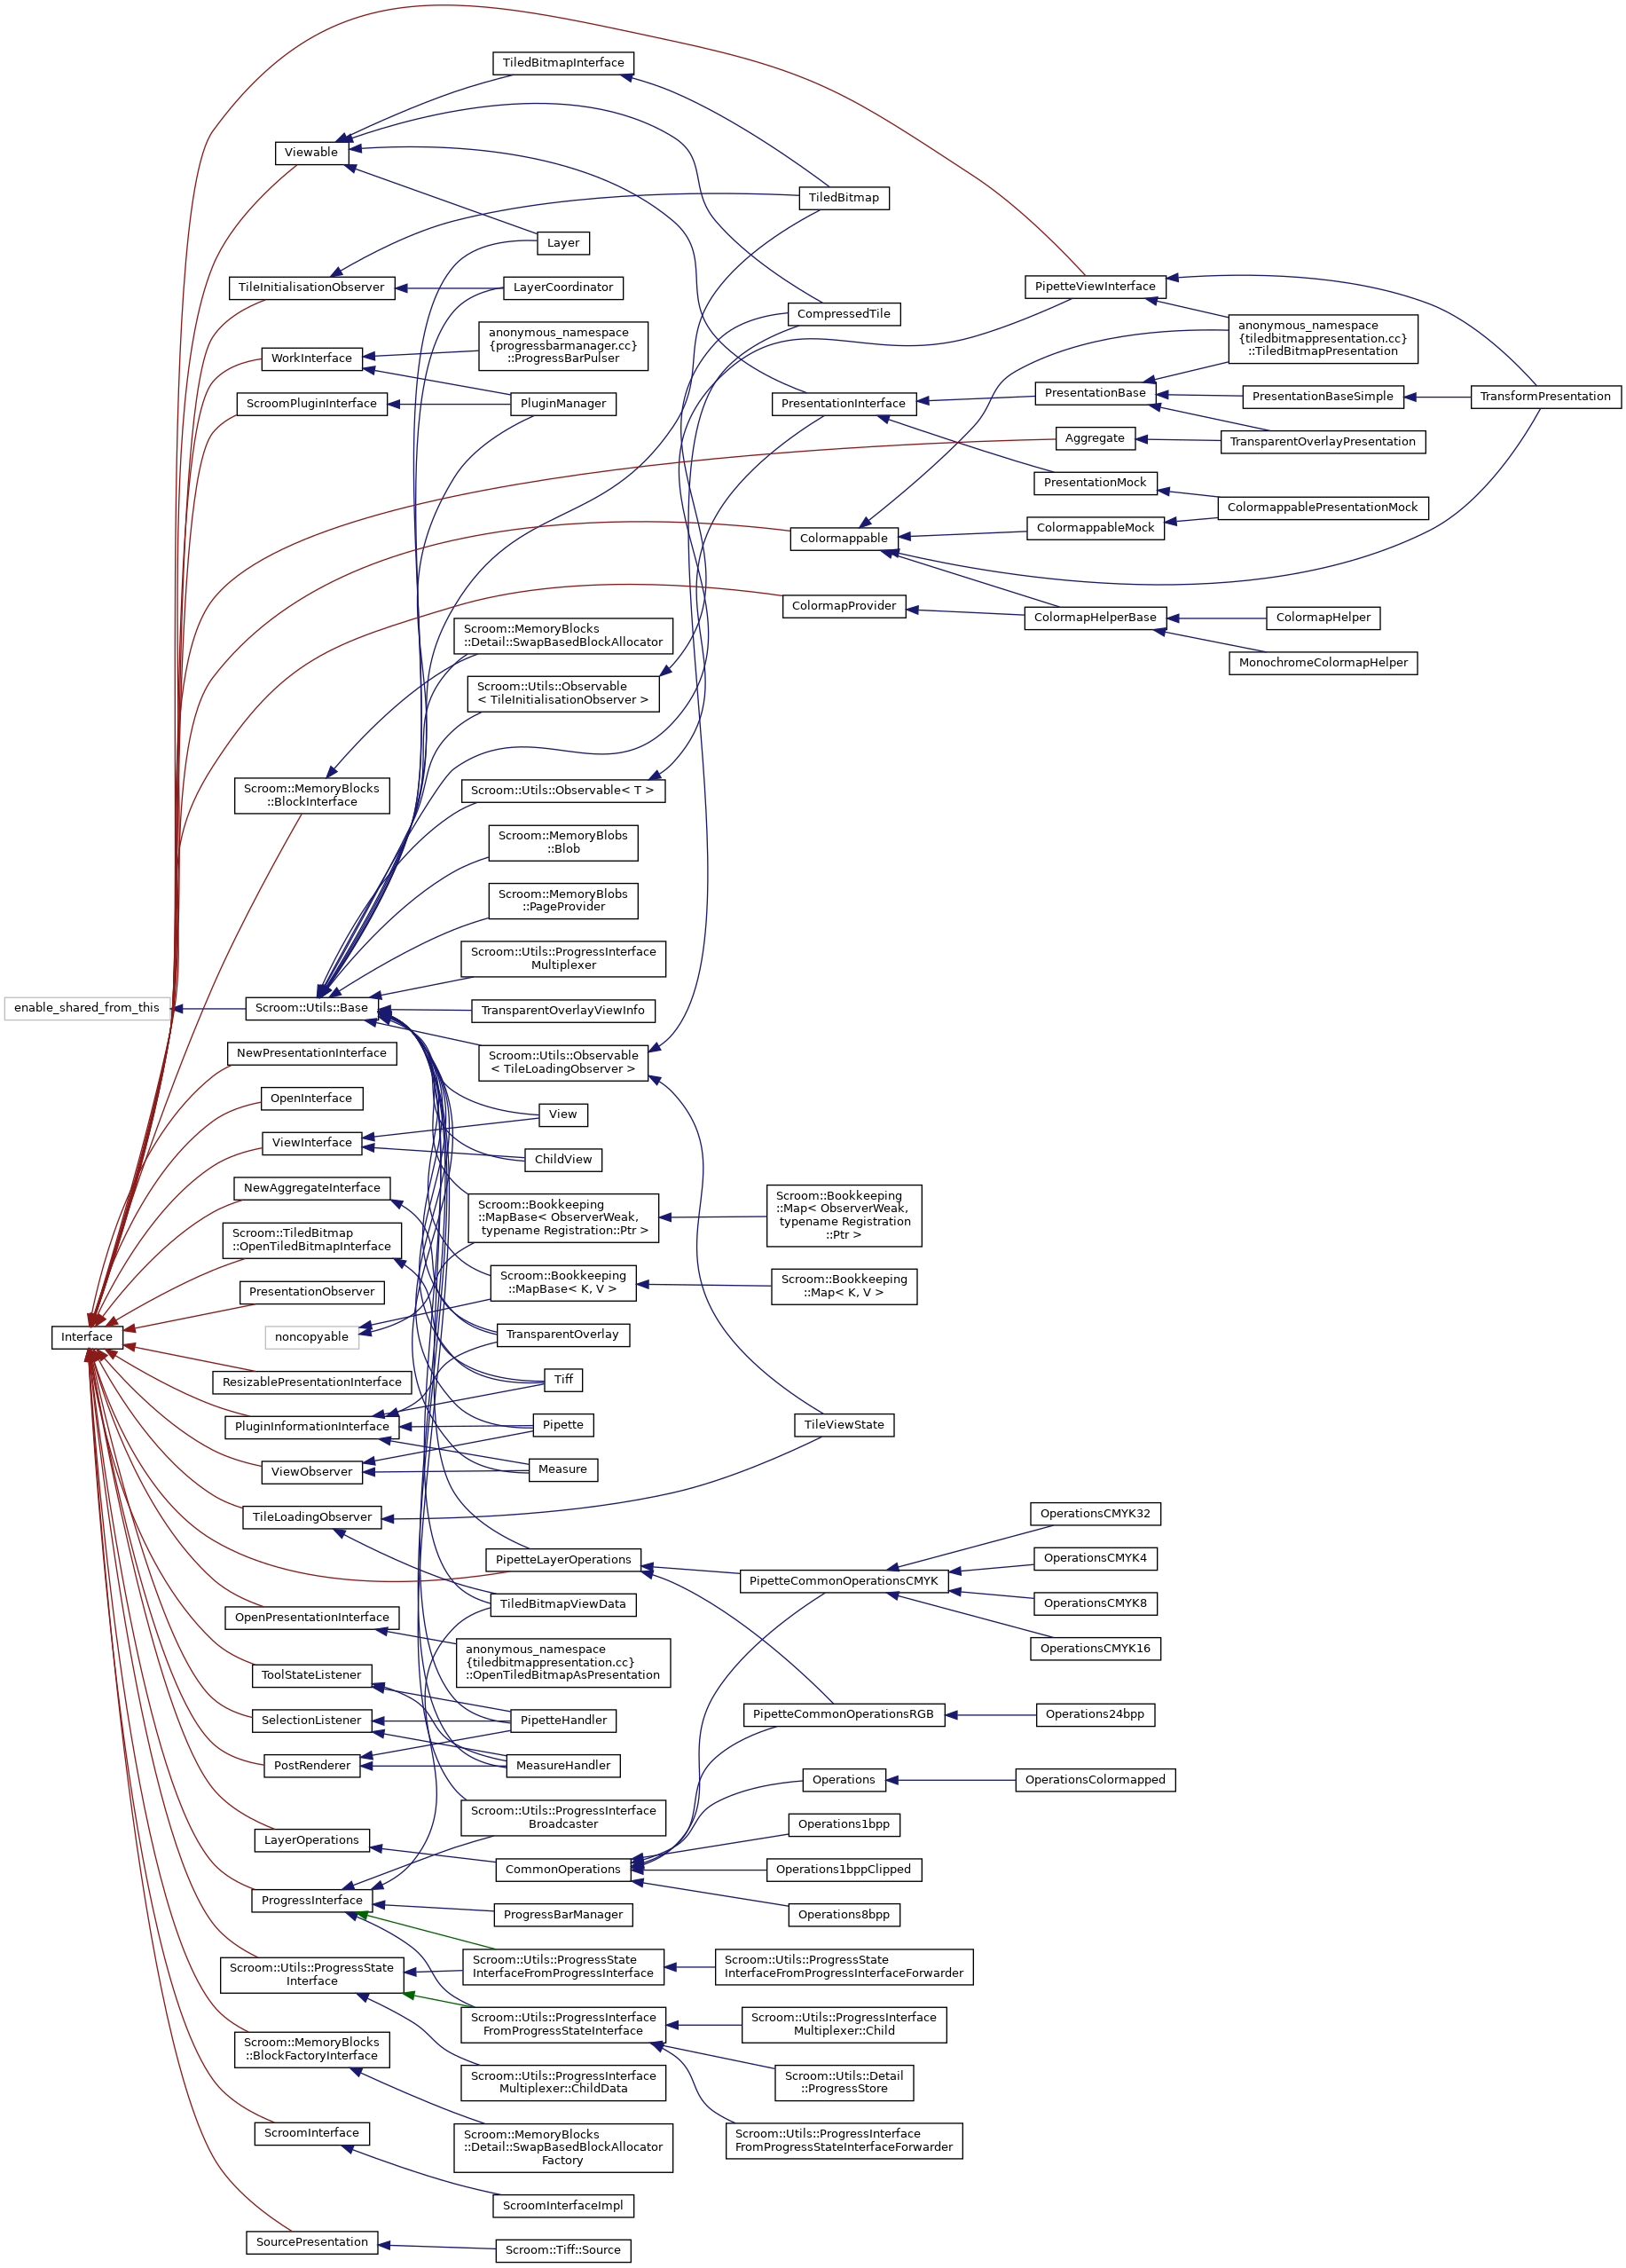 TiledBitmapInterface
Viewable
TiledBitmap
Layer
TileInitialisationObserver
LayerCoordinator
PipetteViewInterface
CompressedTile
anonymous_namespace
{progressbarmanager.cc}
::ProgressBarPulser
anonymous_namespace
{tiledbitmappresentation.cc}
::TiledBitmapPresentation
WorkInterface
ScroomPluginInterface
PluginManager
PresentationInterface
PresentationBase
PresentationBaseSimple
TransformPresentation
Aggregate
TransparentOverlayPresentation
PresentationMock
ColormappablePresentationMock
ColormappableMock
Colormappable
ColormapProvider
ColormapHelperBase
ColormapHelper
MonochromeColormapHelper
Scroom::MemoryBlocks
::Detail::SwapBasedBlockAllocator
Scroom::Utils::Observable
< TileInitialisationObserver >
Scroom::MemoryBlocks
::BlockInterface
Scroom::Utils::Observable< T >
Scroom::MemoryBlobs
::Blob
Scroom::MemoryBlobs
::PageProvider
Scroom::Utils::ProgressInterface
Multiplexer
enable_shared_from_this
Scroom::Utils::Base
TransparentOverlayViewInfo
NewPresentationInterface
Scroom::Utils::Observable
< TileLoadingObserver >
OpenInterface
View
ViewInterface
ChildView
NewAggregateInterface
Scroom::Bookkeeping
::MapBase< ObserverWeak,
typename Registration::Ptr >
Scroom::Bookkeeping
::Map< ObserverWeak,
typename Registration
::Ptr >
Scroom::TiledBitmap
::OpenTiledBitmapInterface
Scroom::Bookkeeping
::MapBase< K, V >
Scroom::Bookkeeping
::Map< K, V >
PresentationObserver
Interface
noncopyable
TransparentOverlay
ResizablePresentationInterface
Tiff
PluginInformationInterface
Pipette
TileViewState
ViewObserver
Measure
TileLoadingObserver
OperationsCMYK32
PipetteLayerOperations
OperationsCMYK4
PipetteCommonOperationsCMYK
TiledBitmapViewData
OperationsCMYK8
OpenPresentationInterface
OperationsCMYK16
anonymous_namespace
{tiledbitmappresentation.cc}
::OpenTiledBitmapAsPresentation
ToolStateListener
SelectionListener
PipetteHandler
PipetteCommonOperationsRGB
Operations24bpp
PostRenderer
MeasureHandler
Operations
OperationsColormapped
Scroom::Utils::ProgressInterface
Broadcaster
LayerOperations
Operations1bpp
CommonOperations
Operations1bppClipped
ProgressInterface
ProgressBarManager
Operations8bpp
Scroom::Utils::ProgressState
Interface
Scroom::Utils::ProgressState
InterfaceFromProgressInterface
Scroom::Utils::ProgressState
InterfaceFromProgressInterfaceForwarder
Scroom::Utils::ProgressInterface
FromProgressStateInterface
Scroom::Utils::ProgressInterface
Multiplexer::Child
Scroom::MemoryBlocks
::BlockFactoryInterface
Scroom::Utils::ProgressInterface
Multiplexer::ChildData
Scroom::Utils::Detail
::ProgressStore
ScroomInterface
Scroom::MemoryBlocks
::Detail::SwapBasedBlockAllocator
Factory
Scroom::Utils::ProgressInterface
FromProgressStateInterfaceForwarder
ScroomInterfaceImpl
SourcePresentation
Scroom::Tiff::Source